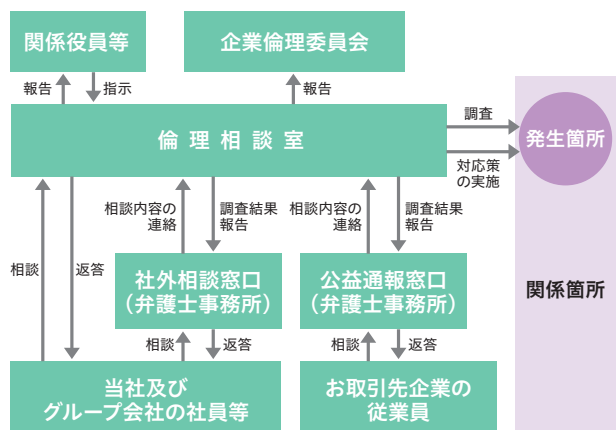 関係役員等
企業倫理委員会
報告
指示
報告
倫理相談室
調査
発生箇所
対応策
の実施
相談内容の
連絡
調査結果
報告
相談内容の
連絡
調査結果
報告
相談
返答
社外相談窓口
（弁護士事務所）
公益通報窓口
（弁護士事務所）
関係箇所
相談
返答
相談
返答
当社及び
グループ会社の社員等
お取引先企業の
従業員